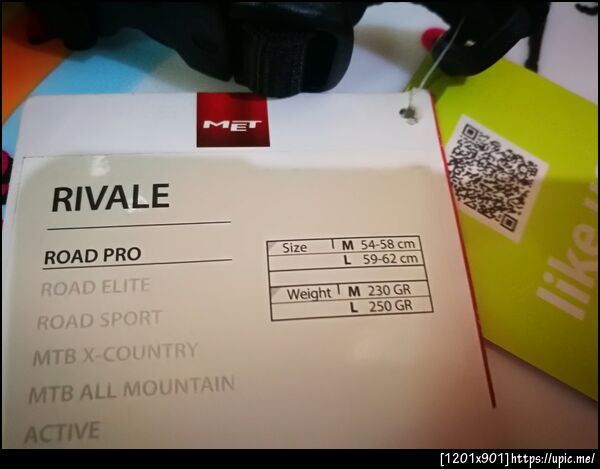 MET
RIVALE
ROAD PRO
ROAD ELITE
ROAD SPORT
MTB X-COUNTRY
MTB ALL MOUNTAIN
ACTIVE
Size M 54-58 cm
L 59-62 cm
Weight M 230 GR
L 250 GR
like
[1201x901]https://upic.me/